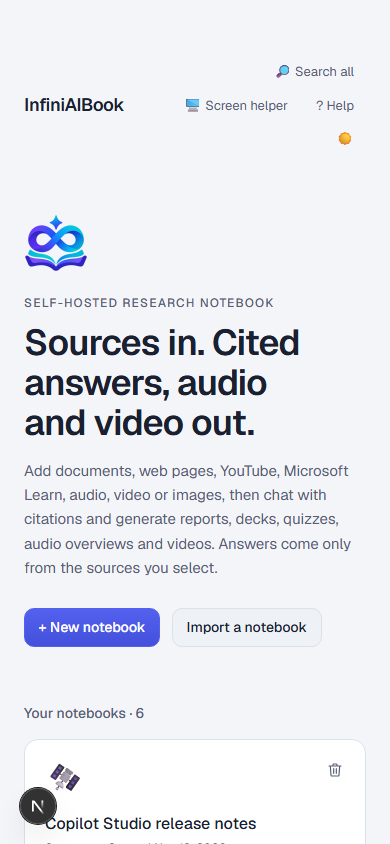 Search all
InfiniAIBook
Screen helper
? Help
SELF-HOSTED RESEARCH NOTEBOOK
Sources in. Cited
answers, audio
and video out.
Add documents, web pages, YouTube, Microsoft
Learn, audio, video or images, then chat with
citations and generate reports, decks, quizzes,
audio overviews and videos. Answers come only
from the sources you select.
+ New notebook
Import a notebook
Your notebooks · 6
N
Copilot Studio release notes